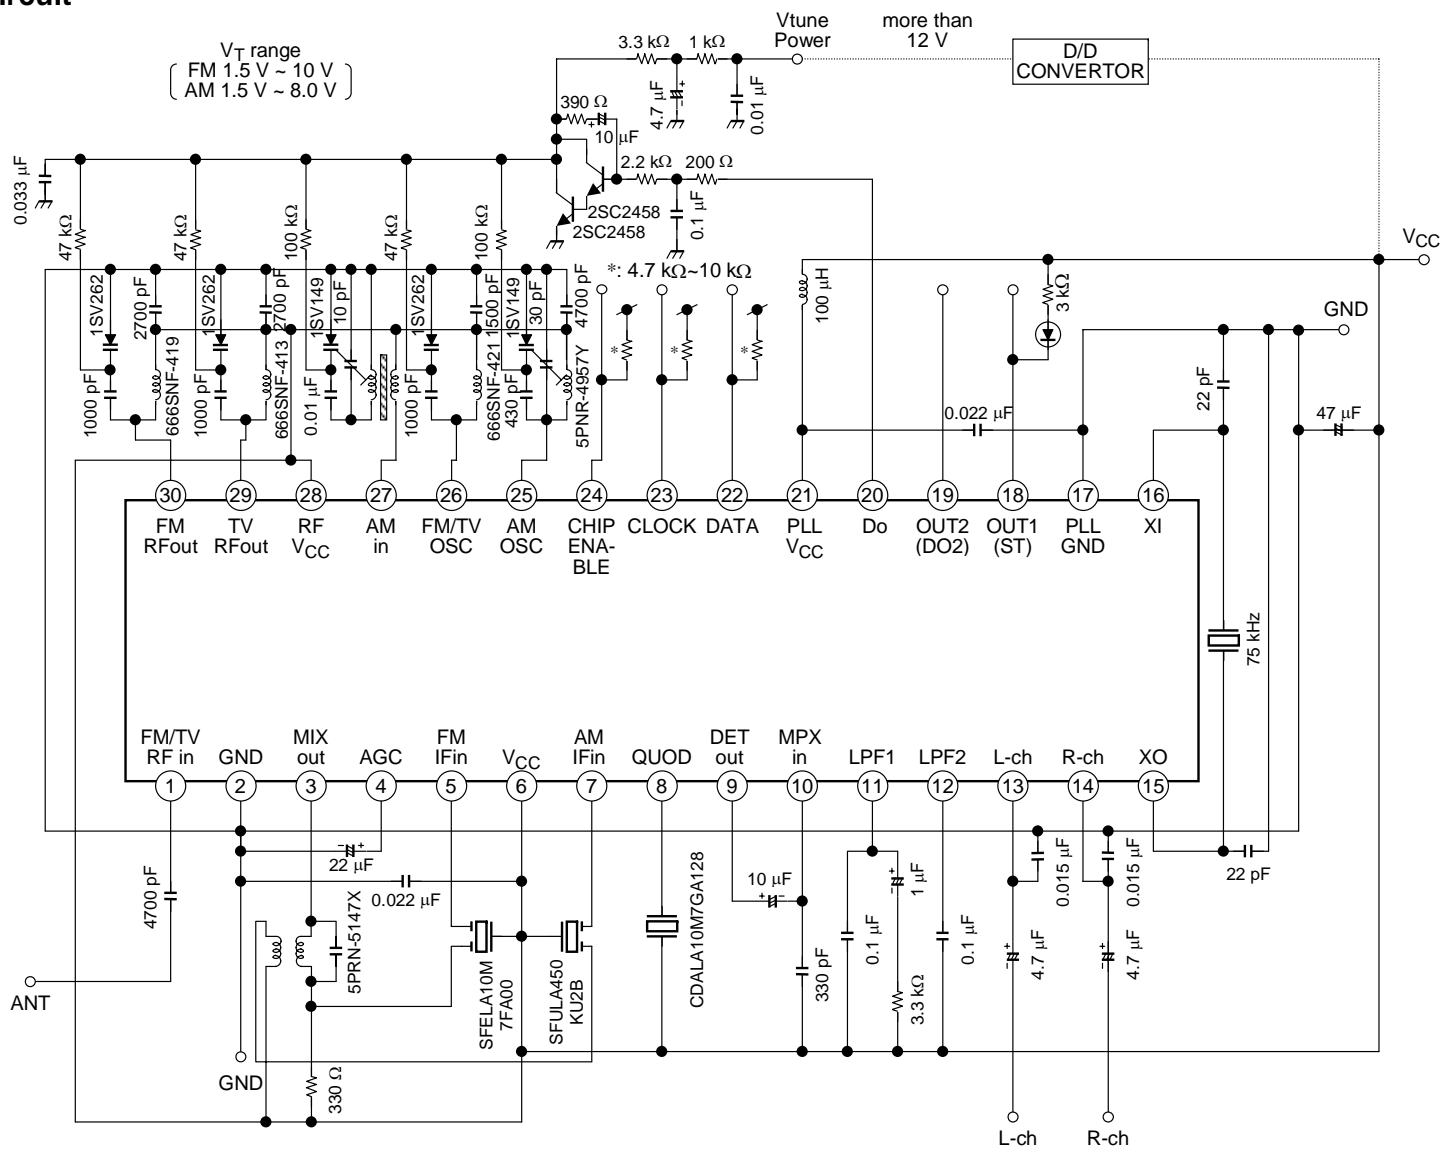 ircuit
Vtune
Power
more than
12 V
D/D
CONVERTOR
VT range
FM 1.5 V ~ 10 V
AM 1.5 V ~ 8.0 V
3.3 kΩ
1 kΩ
4.7 μF
+
-
0.01 μF
390 Ω
+
10 μF
2.2 kΩ
200 Ω
0.1 μF
2SC2458
2SC2458
0.033 μF
47 kΩ
47 kΩ
100 kΩ
47 kΩ
100 kΩ
VCC
*: 4.7 kΩ~10 kΩ
1SV262
2700 pF
1SV262
2700 pF
1SV149
10 pF
1SV262
1500 pF
1SV149
30 pF
4700 pF
100 μH
3 kΩ
GND
*
*
*
1000 pF
666SNF-419
1000 pF
666SNF-413
0.01 μF
1000 pF
666SNF-421
430 pF
5PNR-4957Y
0.022 μF
22 pF
47 μF
30
29
28
27
26
25
24
23
22
21
20
19
18
17
16
FM
RFout
TV
RFout
RF
VCC
AM
in
FM/TV
OSC
AM
OSC
CHIP
ENA-
BLE
CLOCK
DATA
PLL
VCC
Do
OUT2
(DO2)
OUT1
(ST)
PLL
GND
XI
75 kHz
FM/TV
RF in
GND
MIX
out
AGC
FM
IFin
VCC
AM
IFin
QUOD
DET
out
MPX
in
LPF1
LPF2
L-ch
R-ch
XO
1
2
3
4
5
6
7
8
9
10
11
12
13
14
15
- +
22 μF
0.022 μF
4700 pF
5PRN-5147X
SFELA10M
7FA00
SFULA450
KU2B
CDALA10M7GA128
10 μF
+ -
330 pF
0.1 μF
- +
1 μF
3.3 kΩ
0.1 μF
0.015 μF
0.015 μF
22 pF
- +
4.7 μF
- +
4.7 μF
ANT
GND
330 Ω
L-ch
R-ch